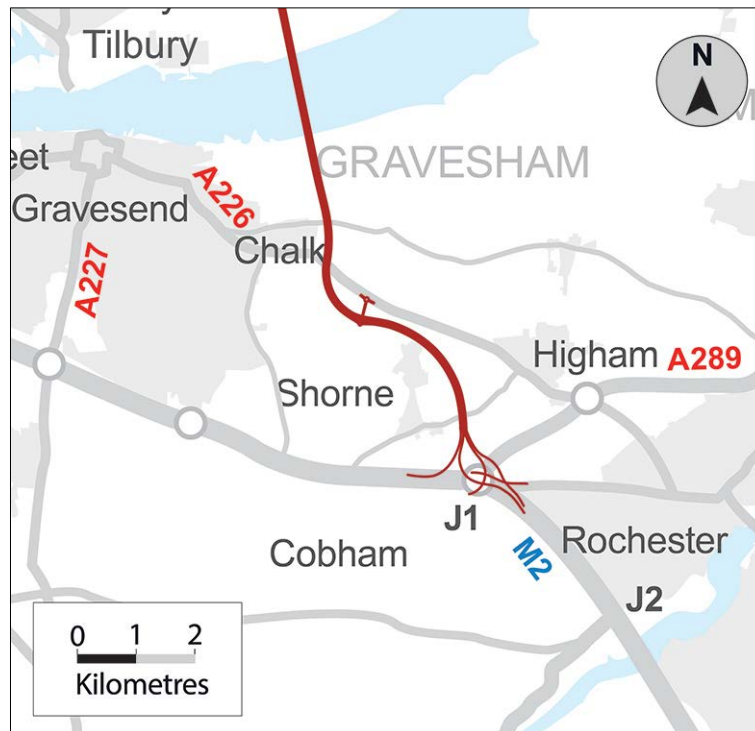 Tilbury
N
GRAVESHAM
eet
Gravesend
A226
A227
Chalk
Higham
A289
Shorne
J1
M2
Cobham
Rochester
J2
0 1 2
Kilometres